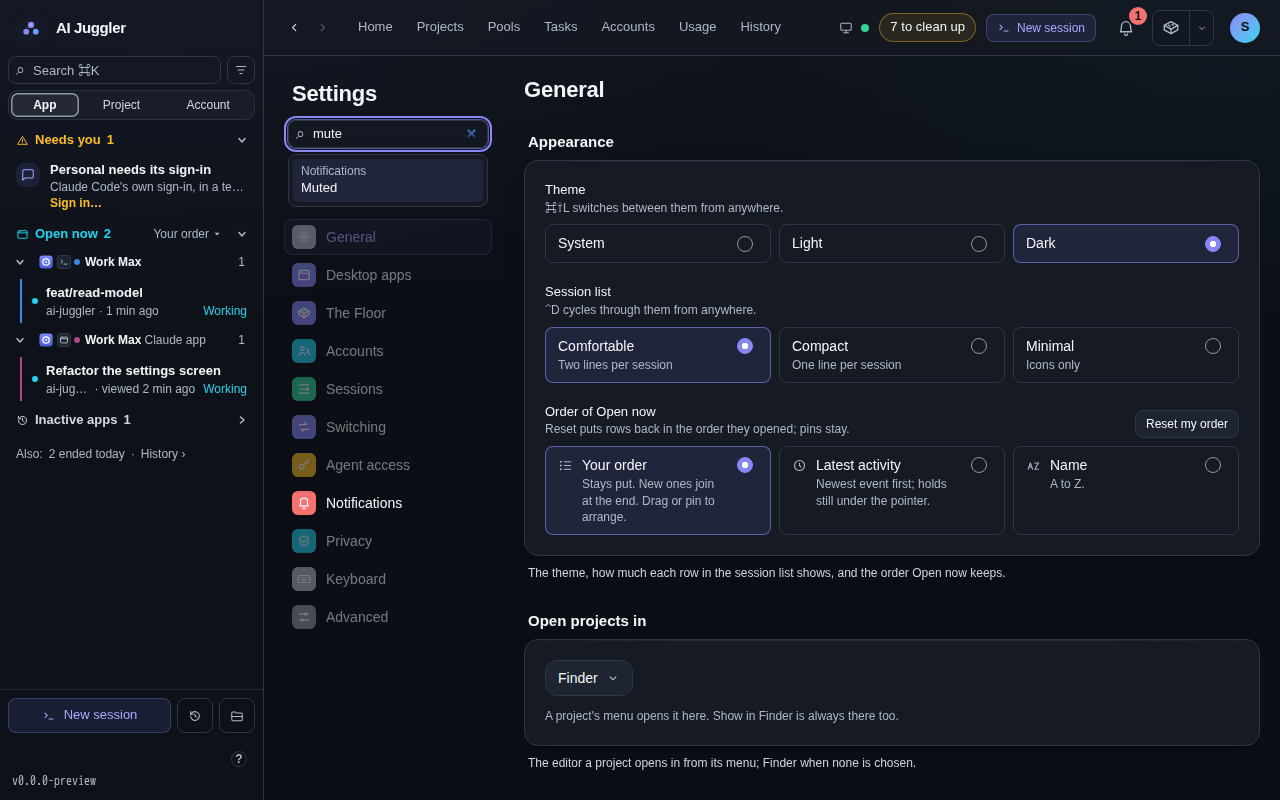 AI Juggler
Search ⌘K
App Project Account
Needs you 1
Personal needs its sign-in
Claude Code's own sign-in, in a te…
Sign in…
Open now 2 Your order
Work Max 1
feat/read-model
ai-juggler · 1 min ago Working
Work Max Claude app 1
Refactor the settings screen
ai-jug… · viewed 2 min ago Working
Inactive apps 1
Also: 2 ended today · History ›
New session
?
v0.0.0-preview
Home Projects Pools Tasks Accounts Usage History
7 to clean up
New session
1
S
Settings
mute
Notifications
Muted
General
Desktop apps
The Floor
Accounts
Sessions
Switching
Agent access
Notifications
Privacy
Keyboard
Advanced
General
Appearance
Theme
⌘⇧L switches between them from anywhere.
System Light Dark
Session list
^D cycles through them from anywhere.
Comfortable
Two lines per session
Compact
One line per session
Minimal
Icons only
Order of Open now
Reset puts rows back in the order they opened; pins stay.
Reset my order
Your order
Stays put. New ones join
at the end. Drag or pin to
arrange.
Latest activity
Newest event first; holds
still under the pointer.
AZ Name
A to Z.
The theme, how much each row in the session list shows, and the order Open now keeps.
Open projects in
Finder
A project's menu opens it here. Show in Finder is always there too.
The editor a project opens in from its menu; Finder when none is chosen.